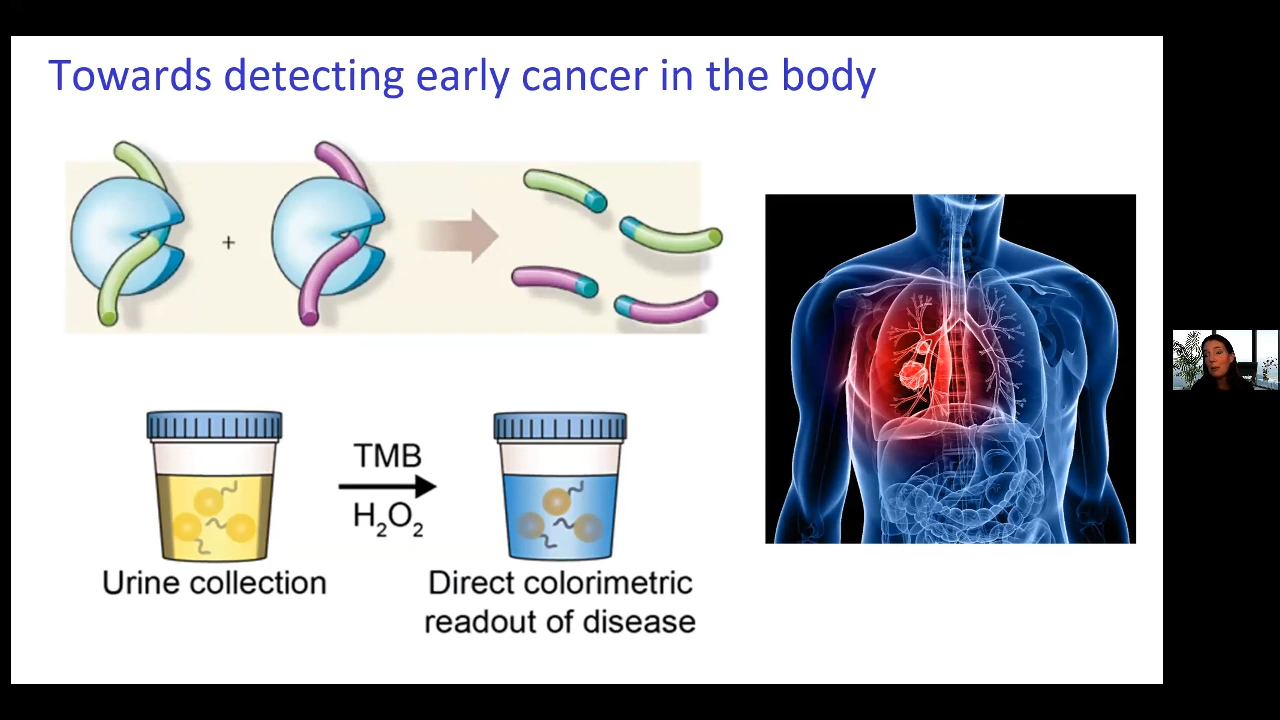 Towards detecting early cancer in the body
+
TMB
H₂O₂
Urine collection
Direct colorimetric
readout of disease